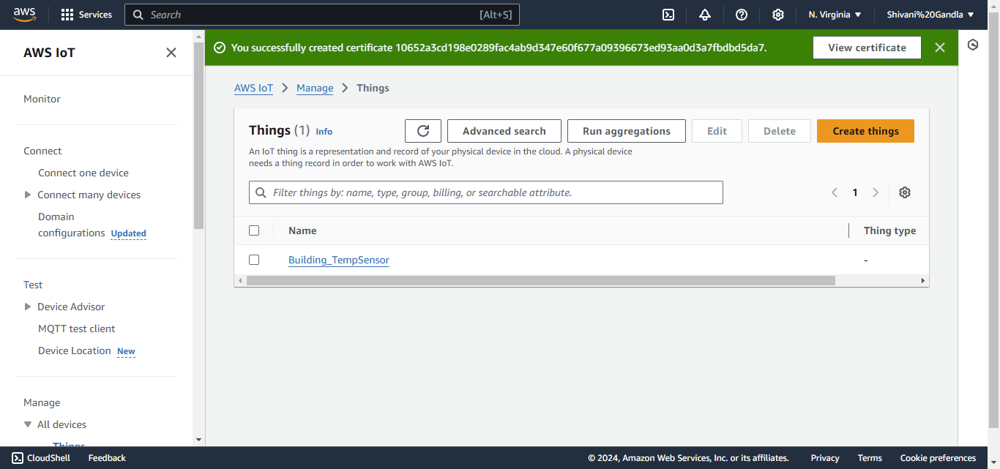 aws
Services
Search
[Alt+S]
N. Virginia
Shivani%20Gandla
AWS IoT
Monitor
Connect
Connect one device
Connect many devices
Domain
configurations Updated
Test
Device Advisor
MQTT test client
Device Location New
Manage
All devices
Things
You successfully created certificate 10652a3cd198e0289fac4ab9d347e60f677a09396673ed93aa0d3a7fbdbd5da7.
View certificate
AWS IoT
Manage
Things
Things (1) Info
Advanced search
Run aggregations
Edit
Delete
Create things
An IoT thing is a representation and record of your physical device in the cloud. A physical device
needs a thing record in order to work with AWS IoT.
Filter things by: name, type, group, billing, or searchable attribute.
1
Name
Thing type
Building_TempSensor
-
CloudShell
Feedback
© 2024, Amazon Web Services, Inc. or its affiliates.
Privacy
Terms
Cookie preferences